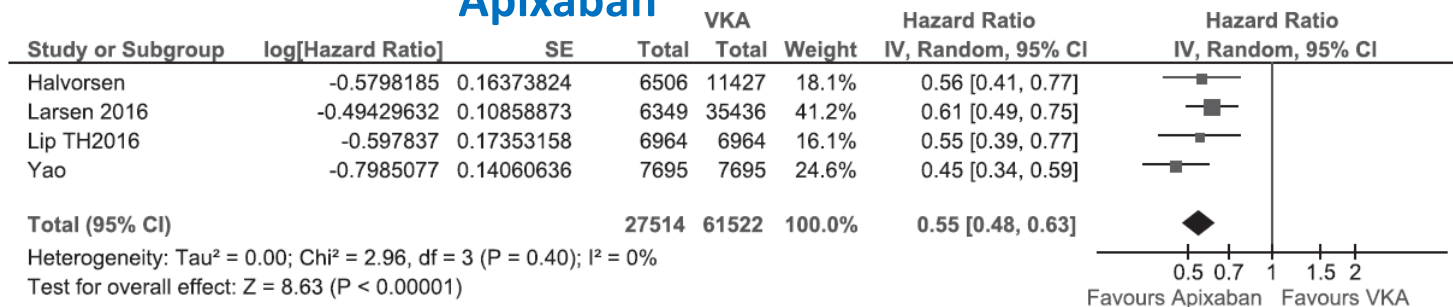 Apixaban
VKA Hazard Ratio Hazard Ratio
Study or Subgroup log[Hazard Ratio] SE Total Total Weight IV, Random, 95% CI IV, Random, 95% CI
Halvorsen -0.5798185 0.16373824 6506 11427 18.1% 0.56 [0.41, 0.77]
Larsen 2016 -0.49429632 0.10858873 6349 35436 41.2% 0.61 [0.49, 0.75]
Lip TH2016 -0.597837 0.17353158 6964 6964 16.1% 0.55 [0.39, 0.77]
Yao -0.7985077 0.14060636 7695 7695 24.6% 0.45 [0.34, 0.59]
Total (95% CI) 27514 61522 100.0% 0.55 [0.48, 0.63]
Heterogeneity: Tau² = 0.00; Chi² = 2.96, df = 3 (P = 0.40); I² = 0%
Test for overall effect: Z = 8.63 (P < 0.00001)
0.5 0.7 1 1.5 2
Favours Apixaban Favours VKA